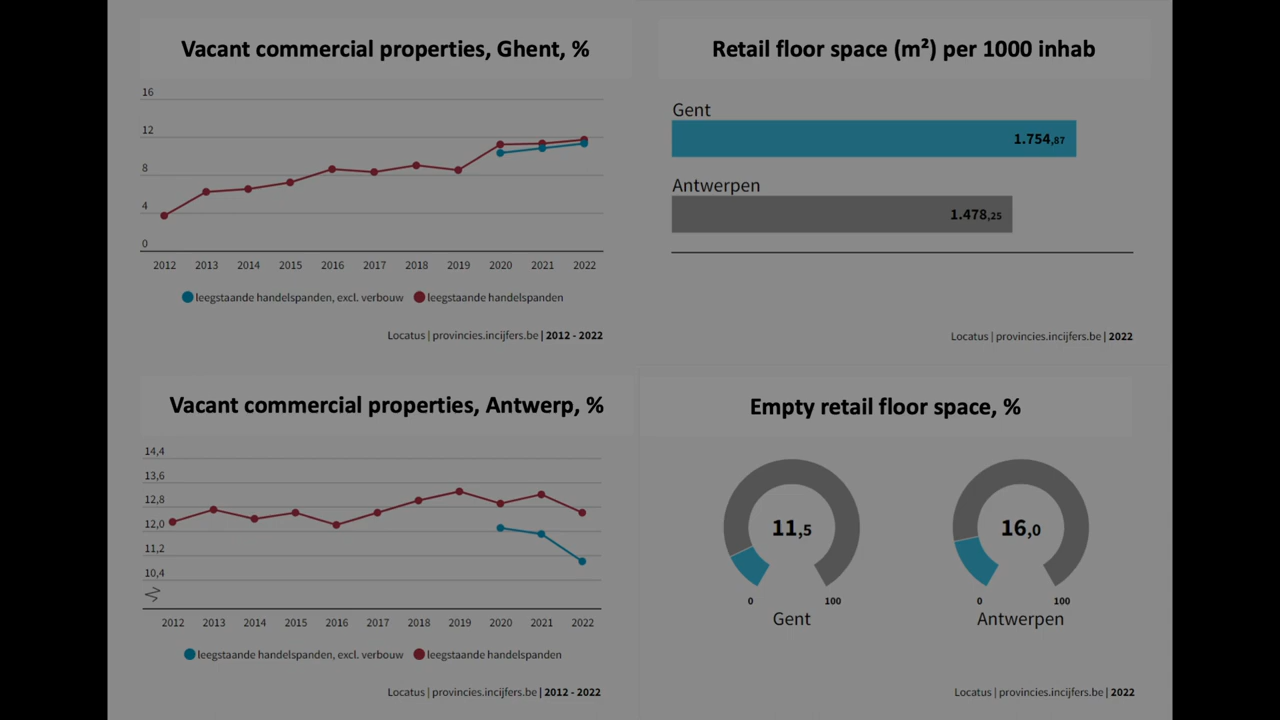 Vacant commercial properties, Ghent, %
16
12
8
4
0
2012 2013 2014 2015 2016 2017 2018 2019 2020 2021 2022
leegstaande handelspanden, excl. verbouw leegstaande handelspanden
Locatus | provincies.incijfers.be | 2012 - 2022
Retail floor space (m²) per 1000 inhab
Gent
1.754,87
Antwerpen
1.478,25
Locatus | provincies.incijfers.be | 2022
Vacant commercial properties, Antwerp, %
14,4
13,6
12,8
12,0
11,2
10,4
2012 2013 2014 2015 2016 2017 2018 2019 2020 2021 2022
leegstaande handelspanden, excl. verbouw leegstaande handelspanden
Locatus | provincies.incijfers.be | 2012 - 2022
Empty retail floor space, %
11,5 16,0
0 100 0 100
Gent Antwerpen
Locatus | provincies.incijfers.be | 2022